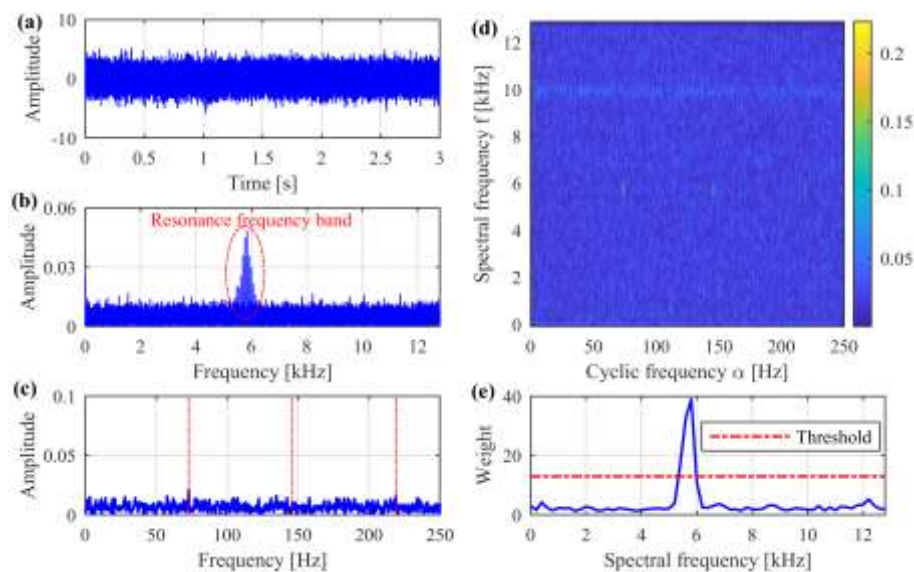 (a)
10
0
-10
Amplitude
0 0.5 1 1.5 2 2.5 3
Time [s]
(b)
0.06
0.03
0
Amplitude
Resonance frequency band
0 2 4 6 8 10 12
Frequency [kHz]
(c)
0.1
0.05
0
Amplitude
0 50 100 150 200 250
Frequency [Hz]
(d)
12
10
8
6
4
2
0
Spectral frequency f [kHz]
0 50 100 150 200 250
Cyclic frequency α [Hz]
0.2
0.15
0.1
0.05
(e)
40
20
0
Weight
Threshold
0 2 4 6 8 10 12
Spectral frequency [kHz]